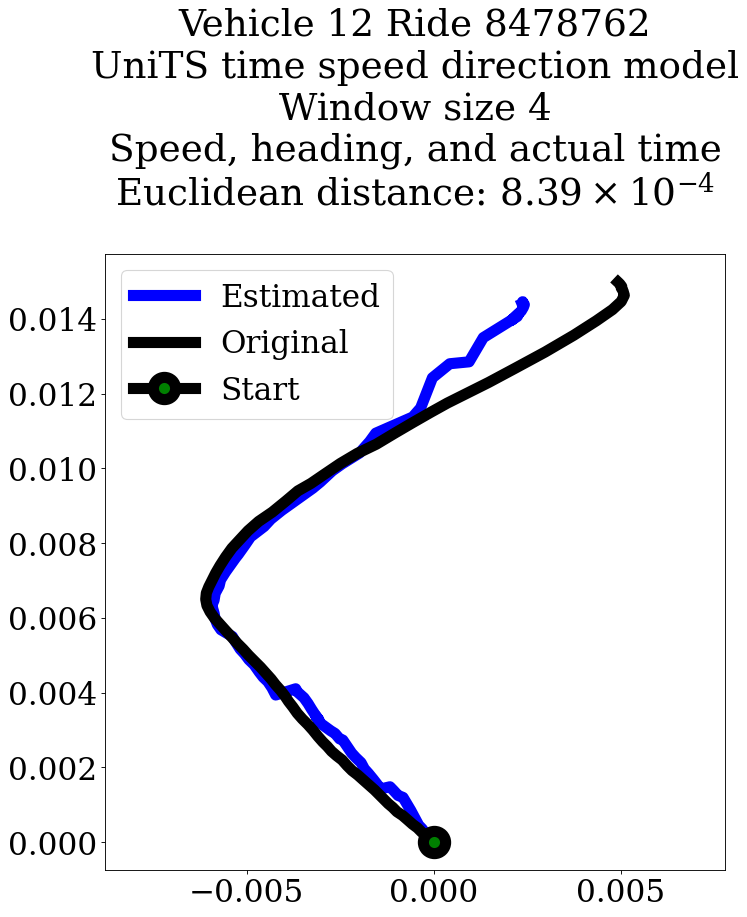 Vehicle 12 Ride 8478762
UniTS time speed direction model
Window size 4
Speed, heading, and actual time
Euclidean distance: 8.39 × 10⁻⁴
Estimated
Original
Start
0.014
0.012
0.010
0.008
0.006
0.004
0.002
0.000
−0.005
0.000
0.005